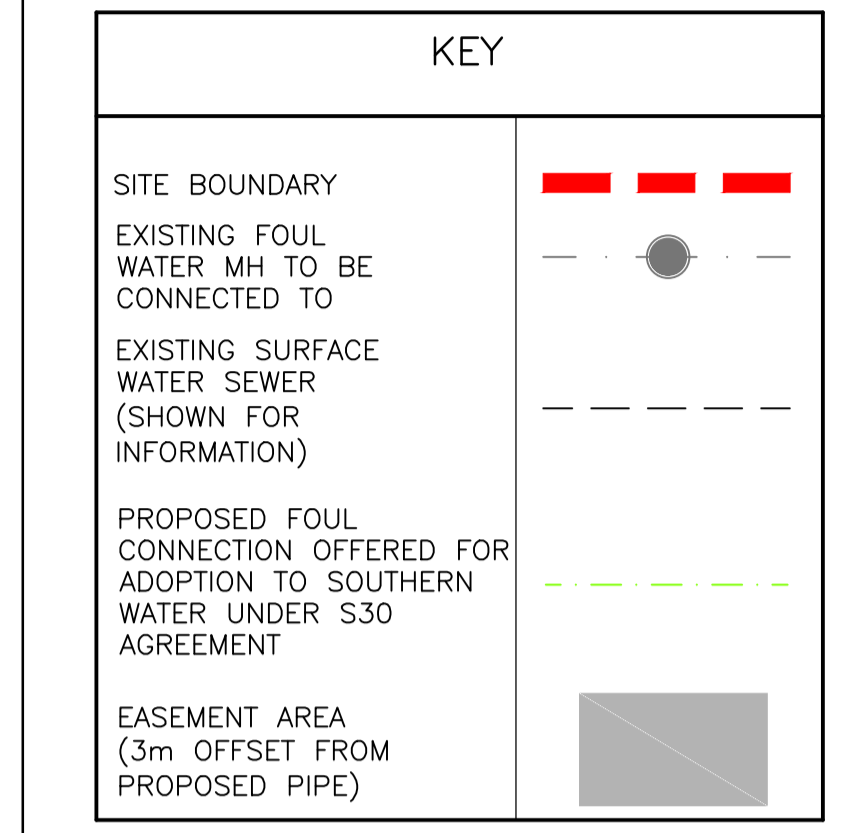 KEY
SITE BOUNDARY
EXISTING FOUL
WATER MH TO BE
CONNECTED TO
EXISTING SURFACE
WATER SEWER
(SHOWN FOR
INFORMATION)
PROPOSED FOUL
CONNECTION OFFERED FOR
ADOPTION TO SOUTHERN
WATER UNDER S30
AGREEMENT
EASEMENT AREA
(3m OFFSET FROM
PROPOSED PIPE)